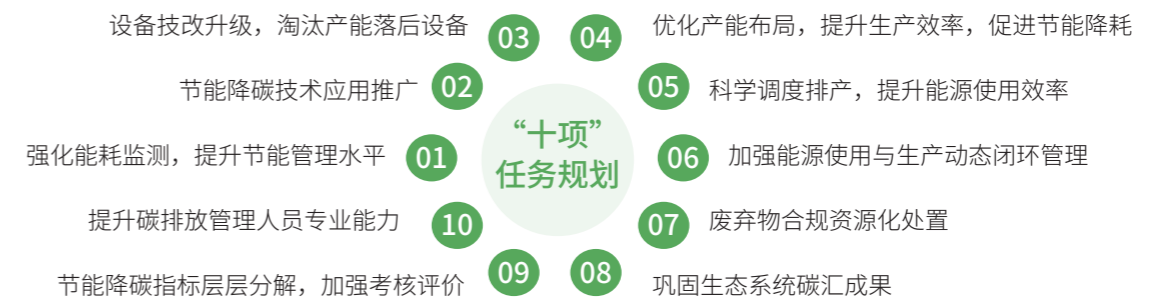 “十项”
任务规划
01
强化能耗监测，提升节能管理水平
02
节能降碳技术应用推广
03
设备技改升级，淘汰产能落后设备
04
优化产能布局，提升生产效率，促进节能降耗
05
科学调度排产，提升能源使用效率
06
加强能源使用与生产动态闭环管理
07
废弃物合规资源化处置
08
巩固生态系统碳汇成果
09
节能降碳指标层层分解，加强考核评价
10
提升碳排放管理人员专业能力